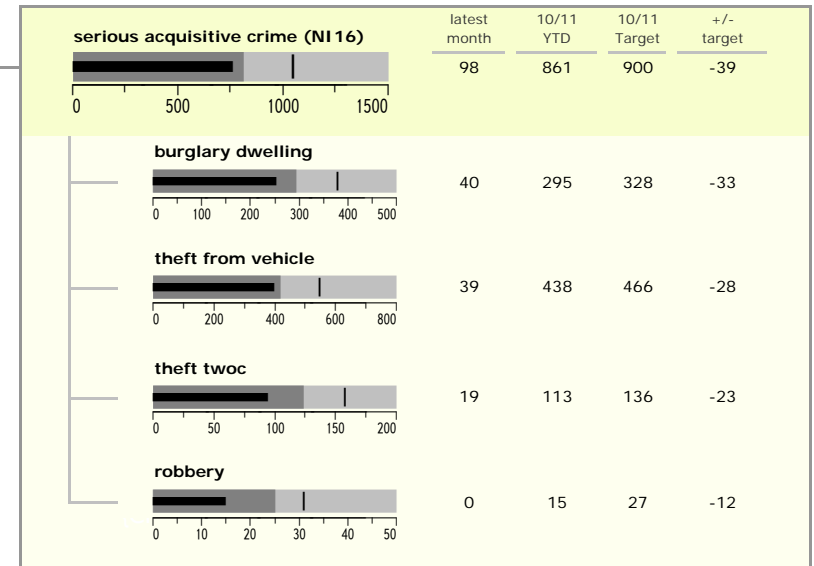 latest 10/11 10/11 +/-
serious acquisitive crime (NI16) month YTD Target target
98 861 900 -39
0 500 1000 1500
burglary dwelling
40 295 328 -33
0 100 200 300 400 500
theft from vehicle
39 438 466 -28
0 200 400 600 800
theft twoc
19 113 136 -23
0 50 100 150 200
robbery
0 15 27 -12
0 10 20 30 40 50